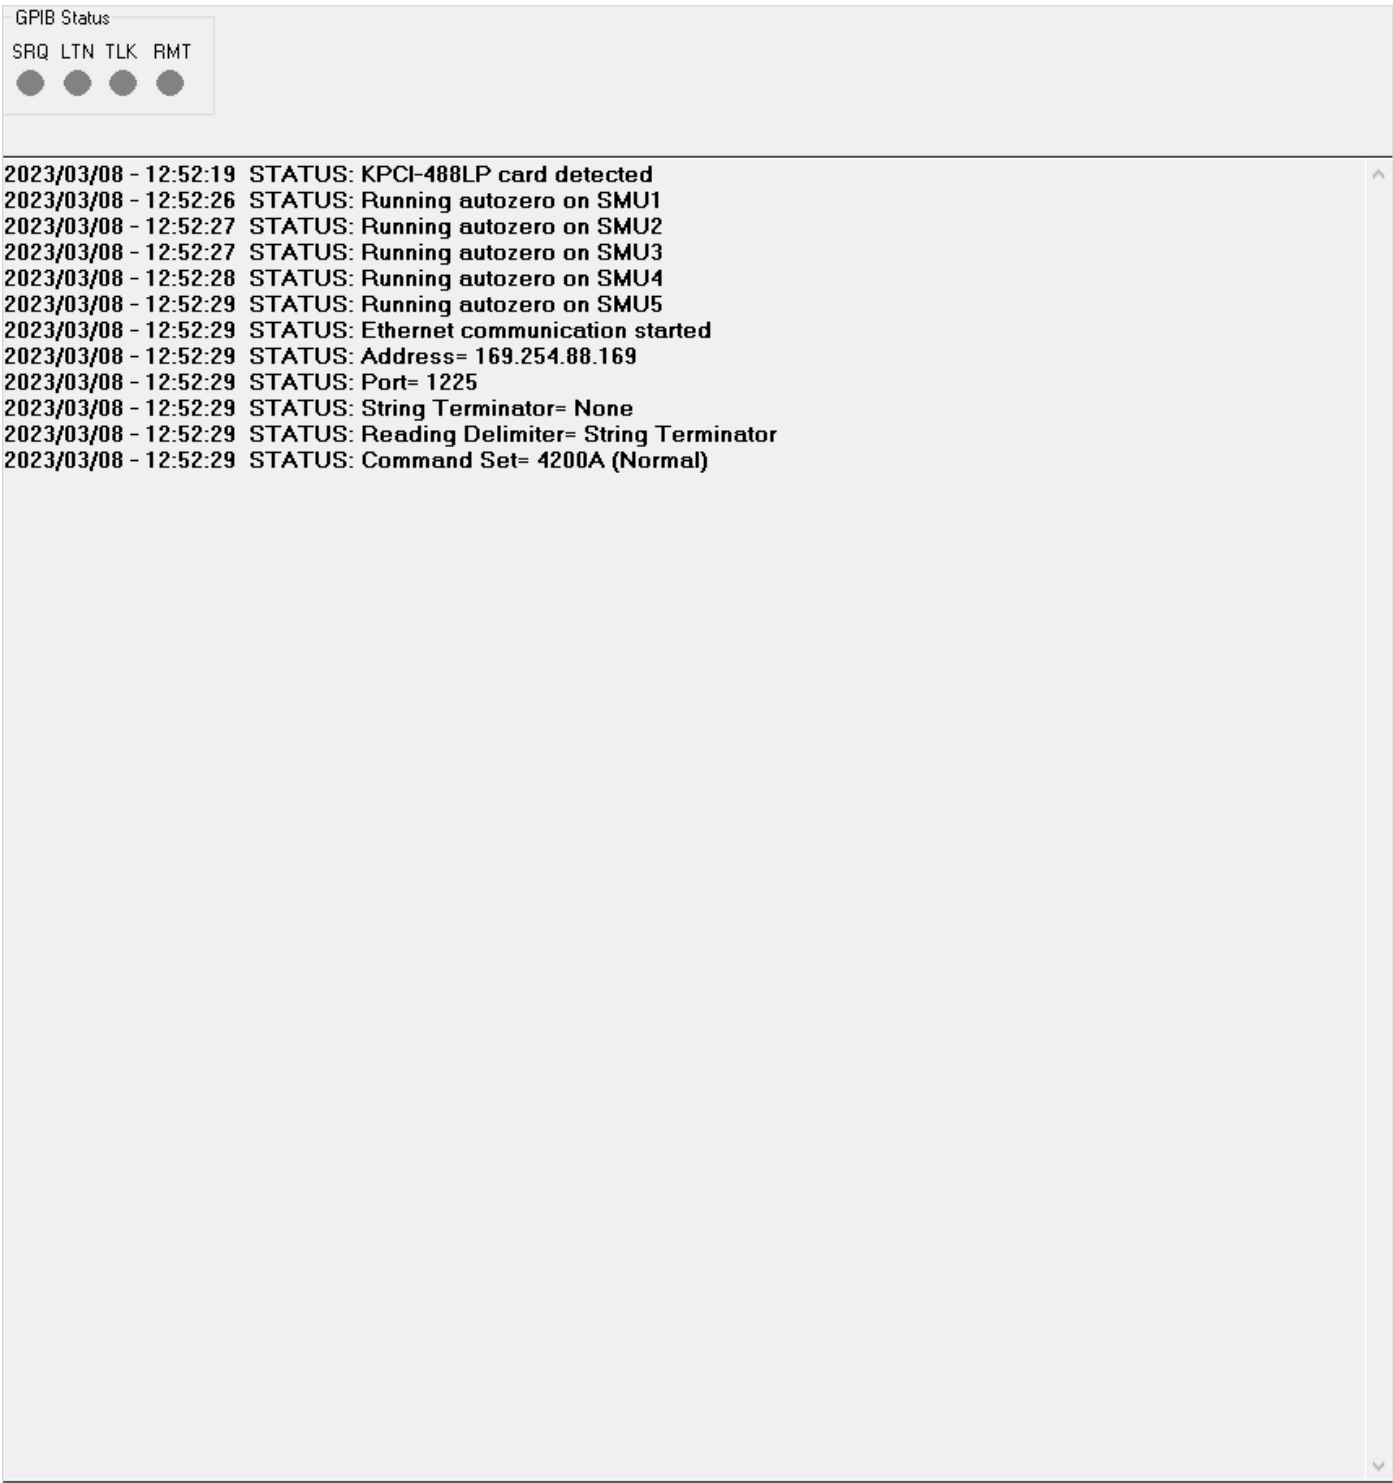 GPIB Status
SRQ LTN TLK RMT
2023/03/08 - 12:52:19 STATUS: KPCI-488LP card detected
2023/03/08 - 12:52:26 STATUS: Running autozero on SMU1
2023/03/08 - 12:52:27 STATUS: Running autozero on SMU2
2023/03/08 - 12:52:27 STATUS: Running autozero on SMU3
2023/03/08 - 12:52:28 STATUS: Running autozero on SMU4
2023/03/08 - 12:52:29 STATUS: Running autozero on SMU5
2023/03/08 - 12:52:29 STATUS: Ethernet communication started
2023/03/08 - 12:52:29 STATUS: Address= 169.254.88.169
2023/03/08 - 12:52:29 STATUS: Port= 1225
2023/03/08 - 12:52:29 STATUS: String Terminator= None
2023/03/08 - 12:52:29 STATUS: Reading Delimiter= String Terminator
2023/03/08 - 12:52:29 STATUS: Command Set= 4200A (Normal)